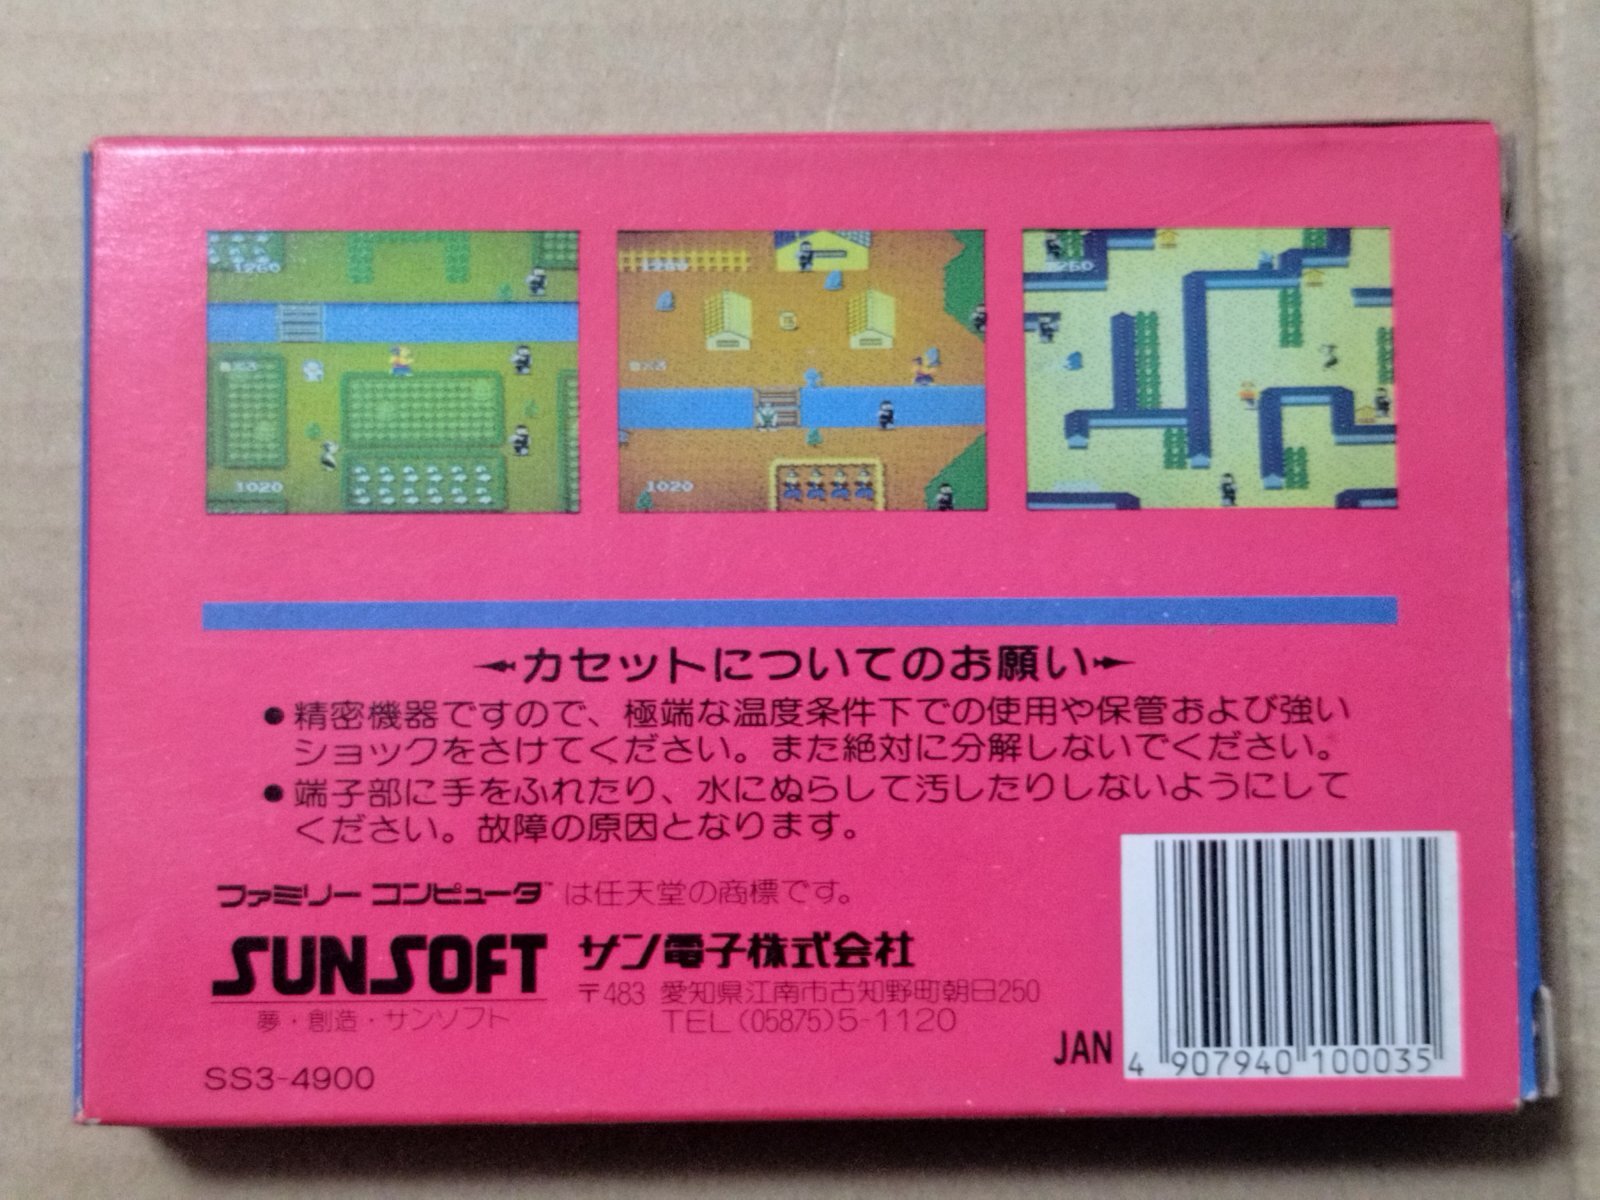 1260
1020
1260
1020
1260
カセットについてのお願い
●精密機器ですので、極端な温度条件下での使用や保管および強い
ショックをさけてください。また絶対に分解しないでください。
●端子部に手をふれたり、水にぬらして汚したりしないようにして
ください。故障の原因となります。
ファミリー コンピュータ™ は任天堂の商標です。
SUNSOFT サン電子株式会社
夢・創造・サンソフト
〒483 愛知県江南市古知野町朝日250
TEL(05875)5-1120
SS3-4900
JAN 4 907940 100035